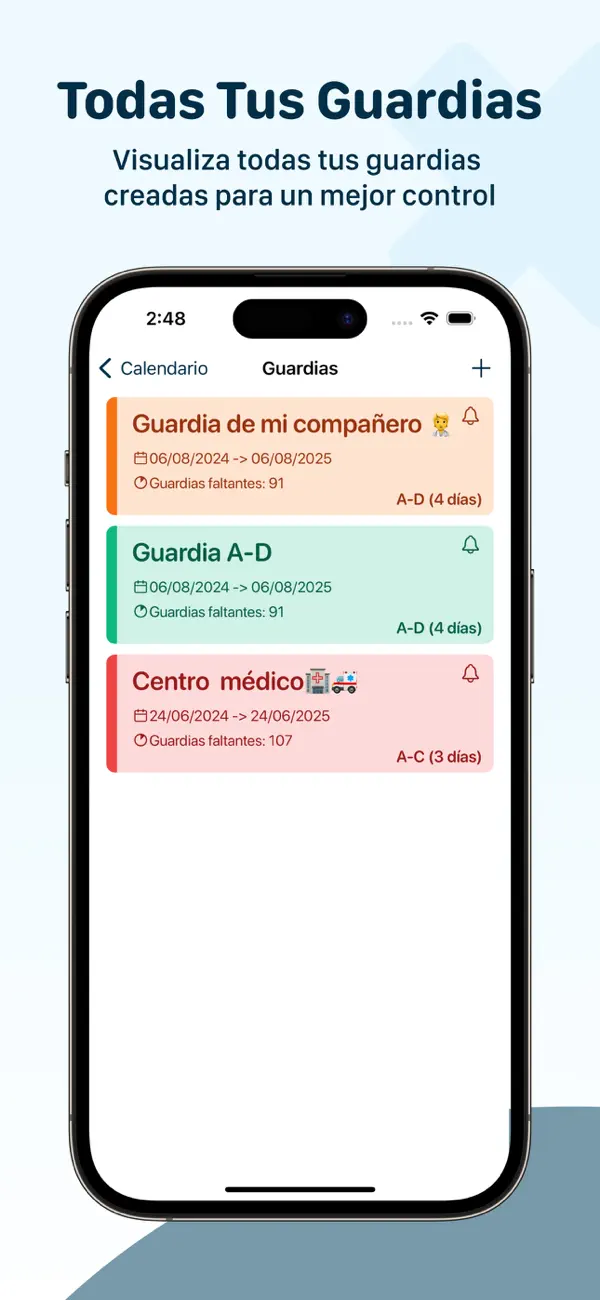 Todas Tus Guardias
Visualiza todas tus guardias
creadas para un mejor control
2:48
Calendario
Guardias
Guardia de mi compañero
06/08/2024 -> 06/08/2025
Guardias faltantes: 91
A-D (4 días)
Guardia A-D
06/08/2024 -> 06/08/2025
Guardias faltantes: 91
A-D (4 días)
Centro médico
24/06/2024 -> 24/06/2025
Guardias faltantes: 107
A-C (3 días)